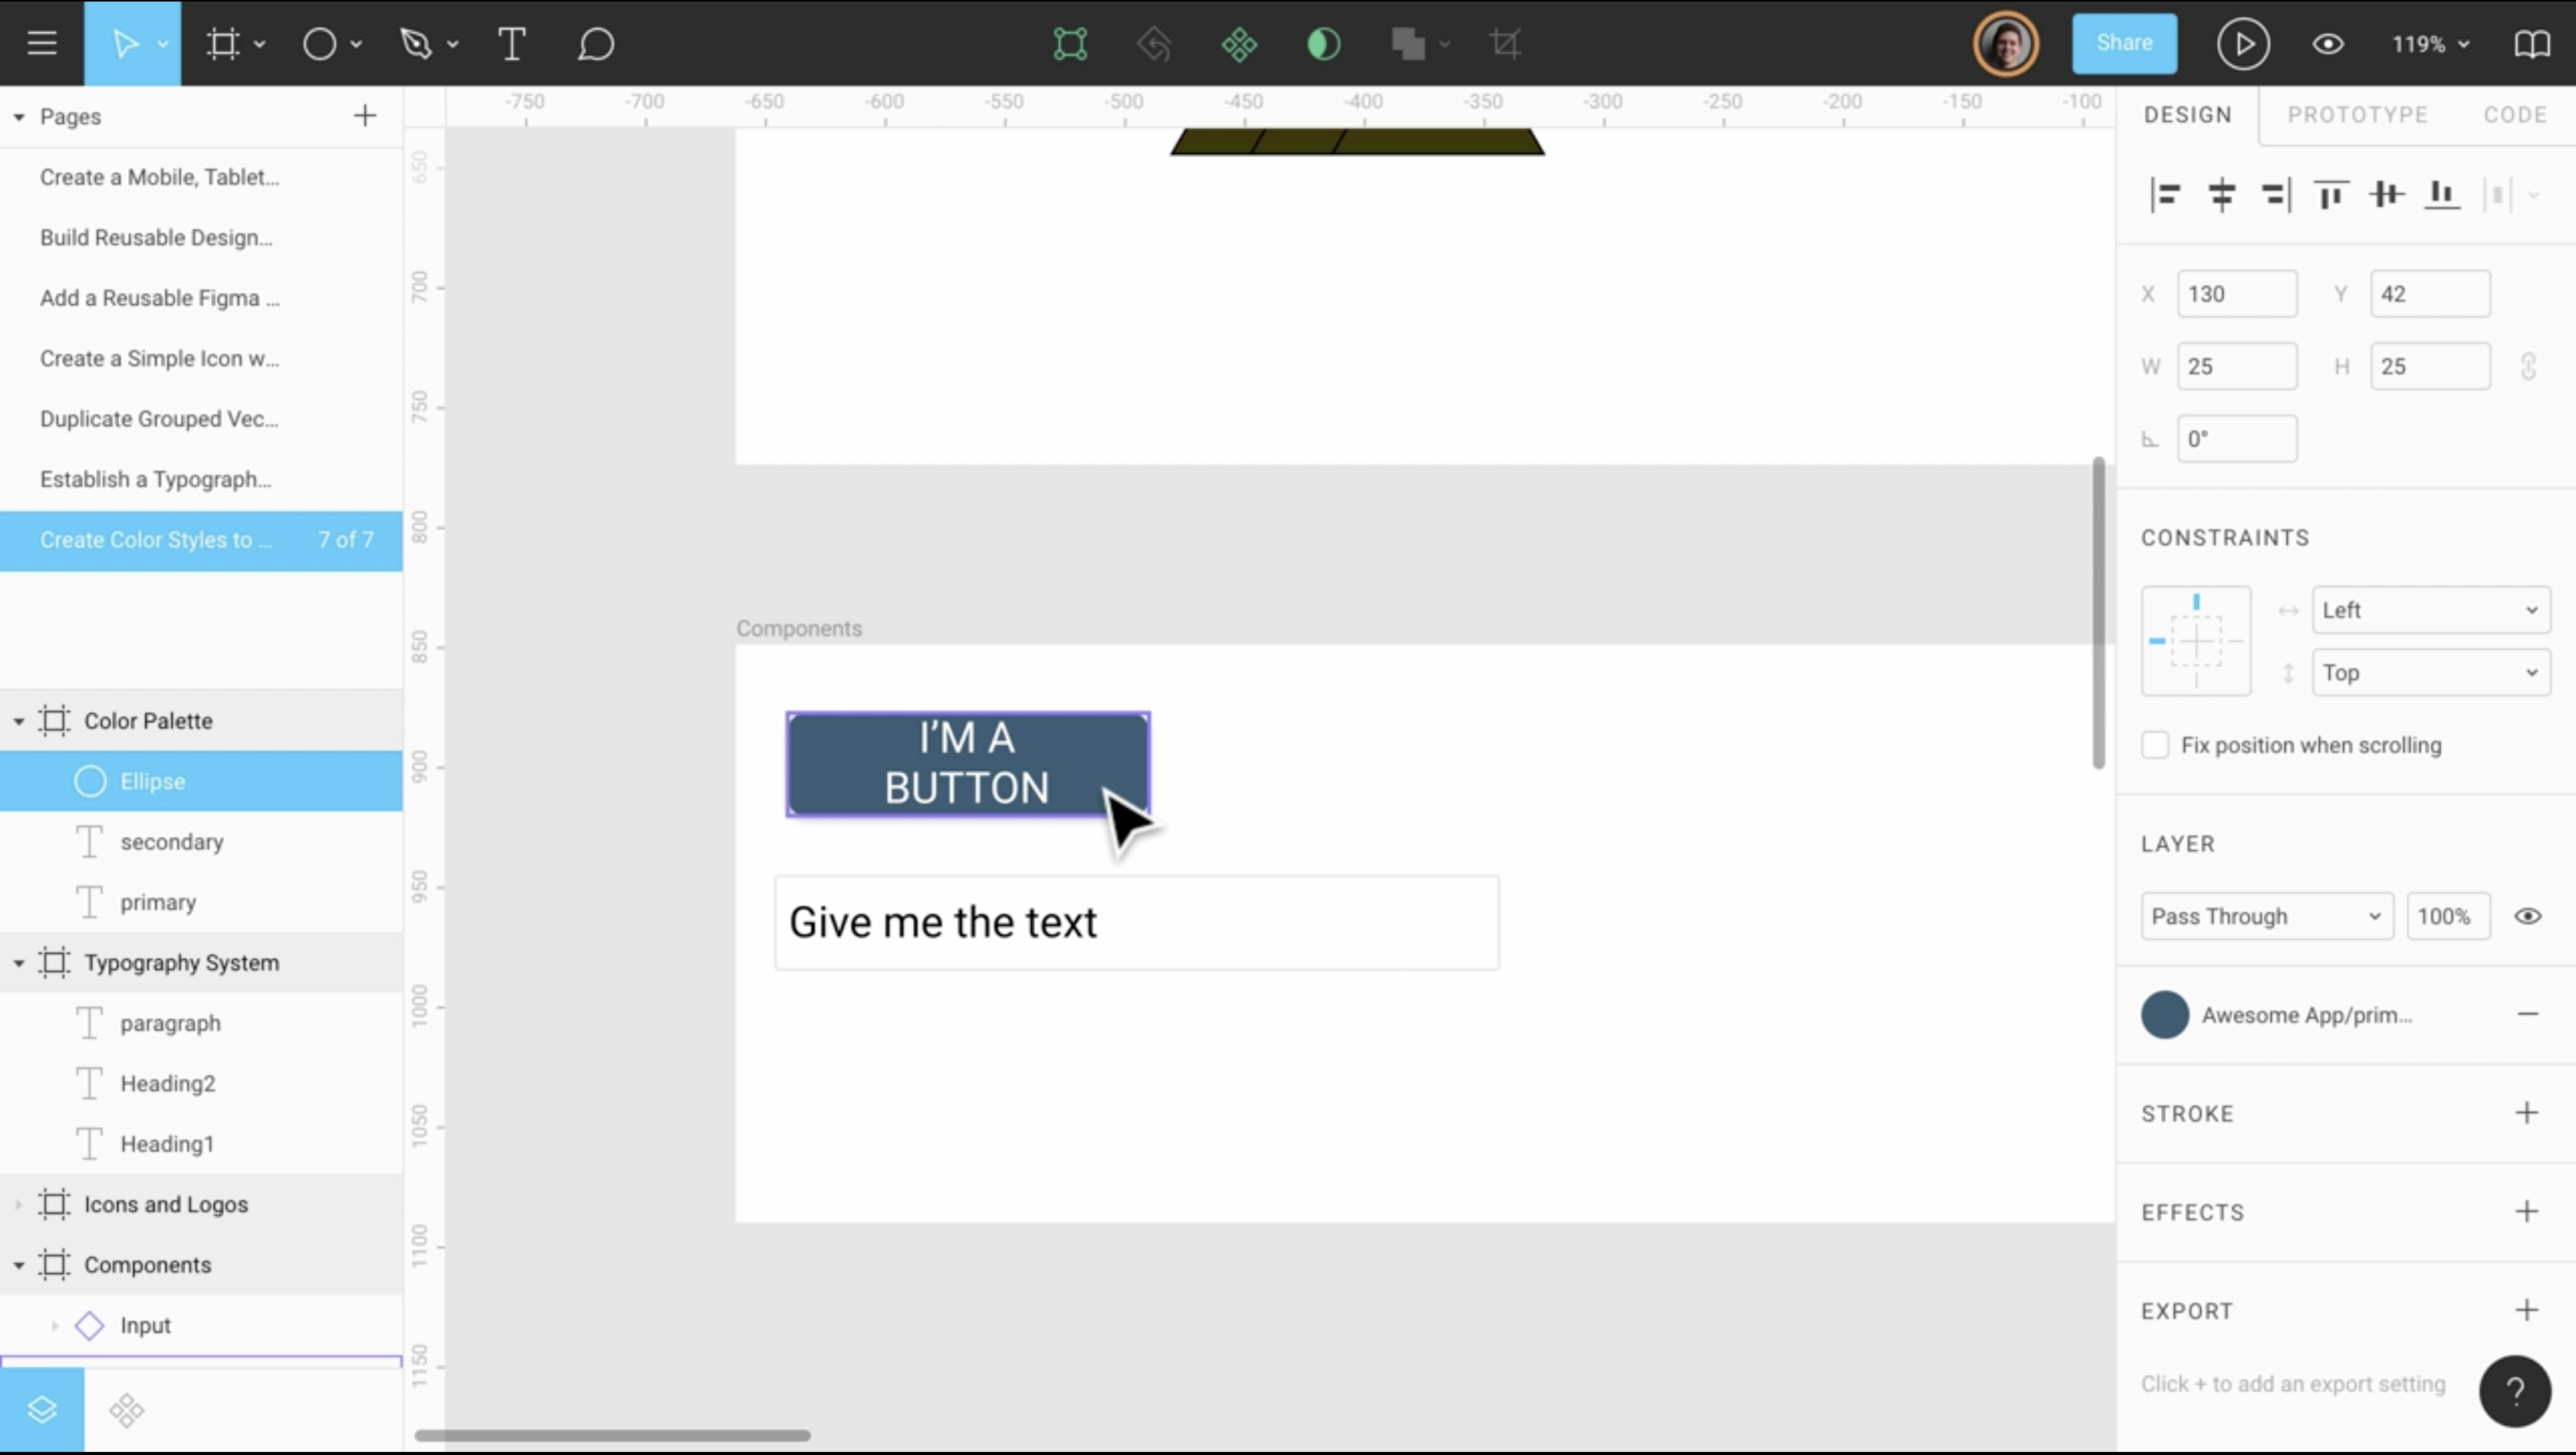 Share
119%
Pages
Create a Mobile, Tablet...
Build Reusable Design...
Add a Reusable Figma ...
Create a Simple Icon w...
Duplicate Grouped Vec...
Establish a Typograph...
Create Color Styles to ... 7 of 7
Color Palette
Ellipse
secondary
primary
Typography System
paragraph
Heading2
Heading1
Icons and Logos
Components
Input
-750 -700 -650 -600 -550 -500 -450 -400 -350 -300 -250 -200 -150 -100
650
700
750
800
850
900
950
1000
1050
1100
1150
Components
I’M A
BUTTON
Give me the text
DESIGN PROTOTYPE CODE
X 130 Y 42
W 25 H 25
0°
CONSTRAINTS
Left
Top
Fix position when scrolling
LAYER
Pass Through 100%
Awesome App/prim...
STROKE
EFFECTS
EXPORT
Click + to add an export setting
?